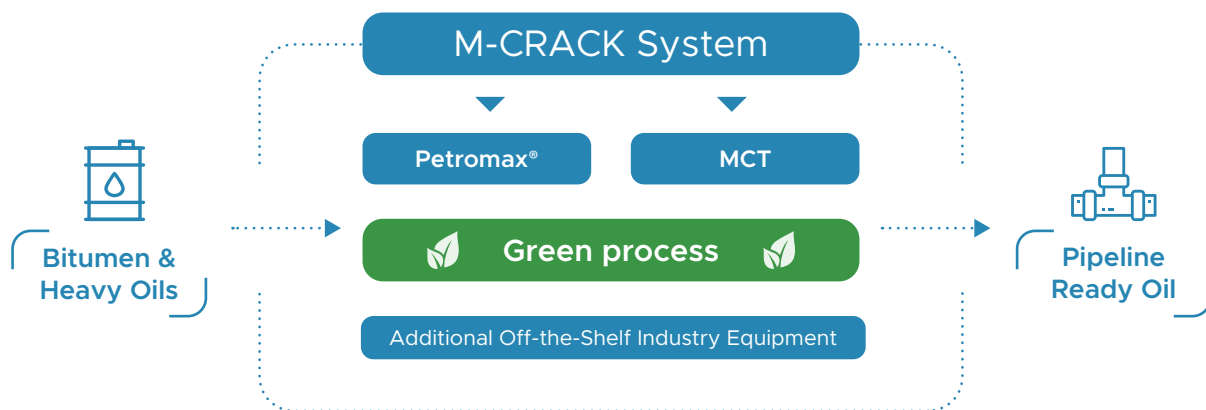 M-CRACK System
Petromax®
MCT
Bitumen &
Heavy Oils
Green process
Pipeline
Ready Oil
Additional Off-the-Shelf Industry Equipment